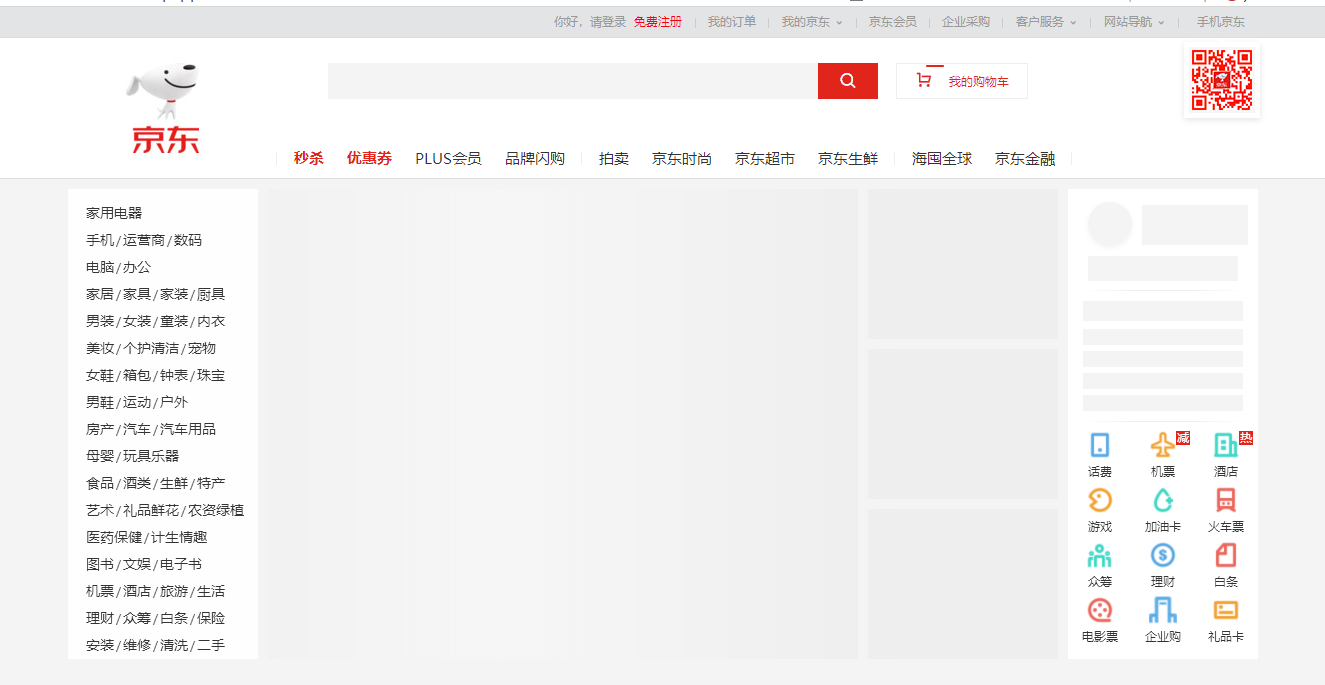 你好，请登录 免费注册 我的订单 我的京东 京东会员 企业采购 客户服务 网站导航 手机京东
我的购物车
京东
秒杀 优惠券 PLUS会员 品牌闪购 拍卖 京东时尚 京东超市 京东生鲜 海囤全球 京东金融
家用电器
手机/运营商/数码
电脑/办公
家居/家具/家装/厨具
男装/女装/童装/内衣
美妆/个护清洁/宠物
女鞋/箱包/钟表/珠宝
男鞋/运动/户外
房产/汽车/汽车用品
母婴/玩具乐器
食品/酒类/生鲜/特产
艺术/礼品鲜花/农资绿植
医药保健/计生情趣
图书/文娱/电子书
机票/酒店/旅游/生活
理财/众筹/白条/保险
安装/维修/清洗/二手
减 热
话费 机票 酒店
游戏 加油卡 火车票
众筹 理财 白条
电影票 企业购 礼品卡